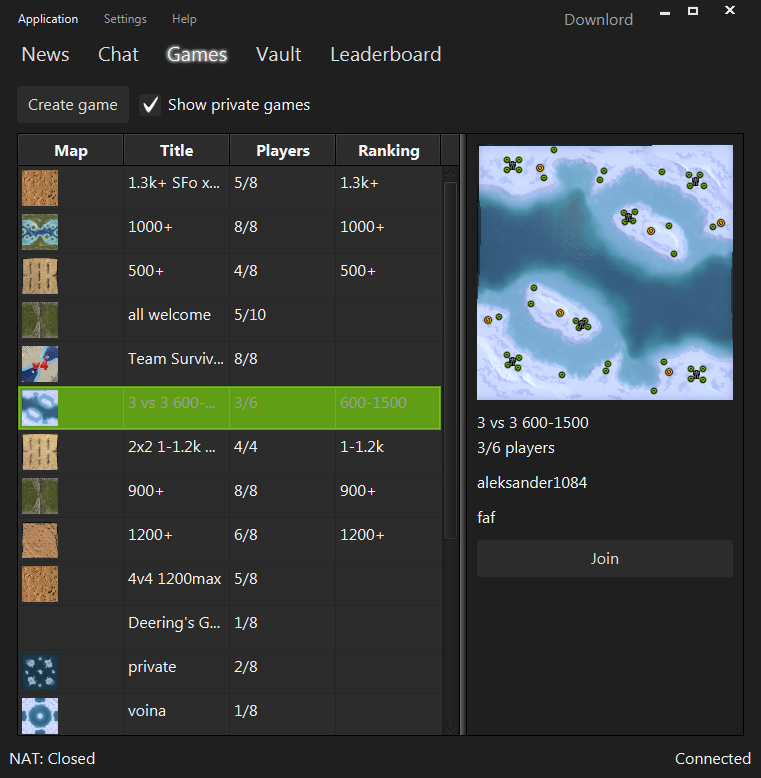 Application Settings Help Downlord
News Chat Games Vault Leaderboard
Create game Show private games
Map Title Players Ranking
1.3k+ SFo x... 5/8 1.3k+
1000+ 8/8 1000+
500+ 4/8 500+
all welcome 5/10
v4 Team Surviv... 8/8
3 vs 3 600-... 3/6 600-1500
2x2 1-1.2k ... 4/4 1-1.2k
900+ 8/8 900+
1200+ 6/8 1200+
4v4 1200max 5/8
Deering's G... 1/8
private 2/8
voina 1/8
3 vs 3 600-1500
3/6 players
aleksander1084
faf
Join
NAT: Closed Connected